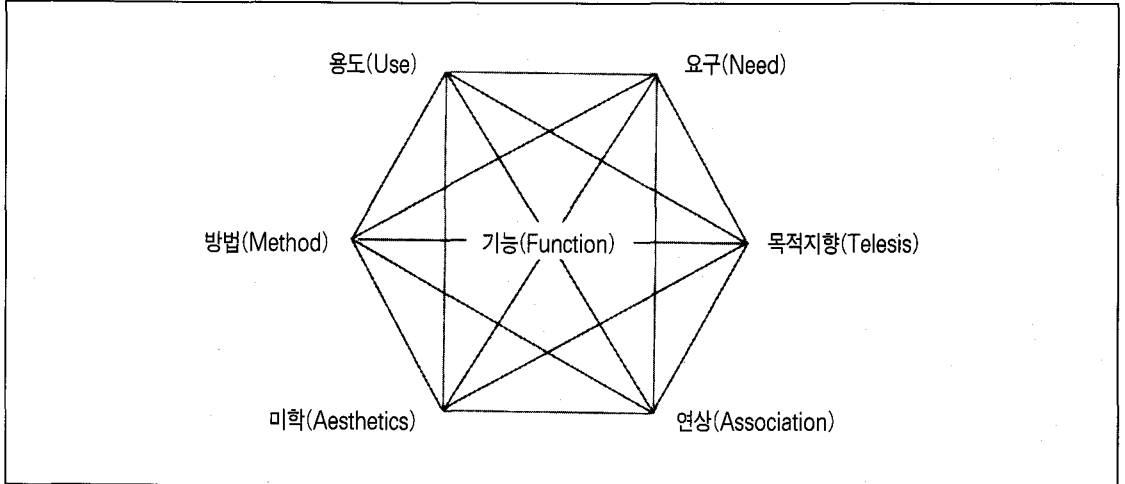 용도(Use)
요구(Need)
방법(Method)
기능(Function)
목적지향(Telesis)
미학(Aesthetics)
연상(Association)